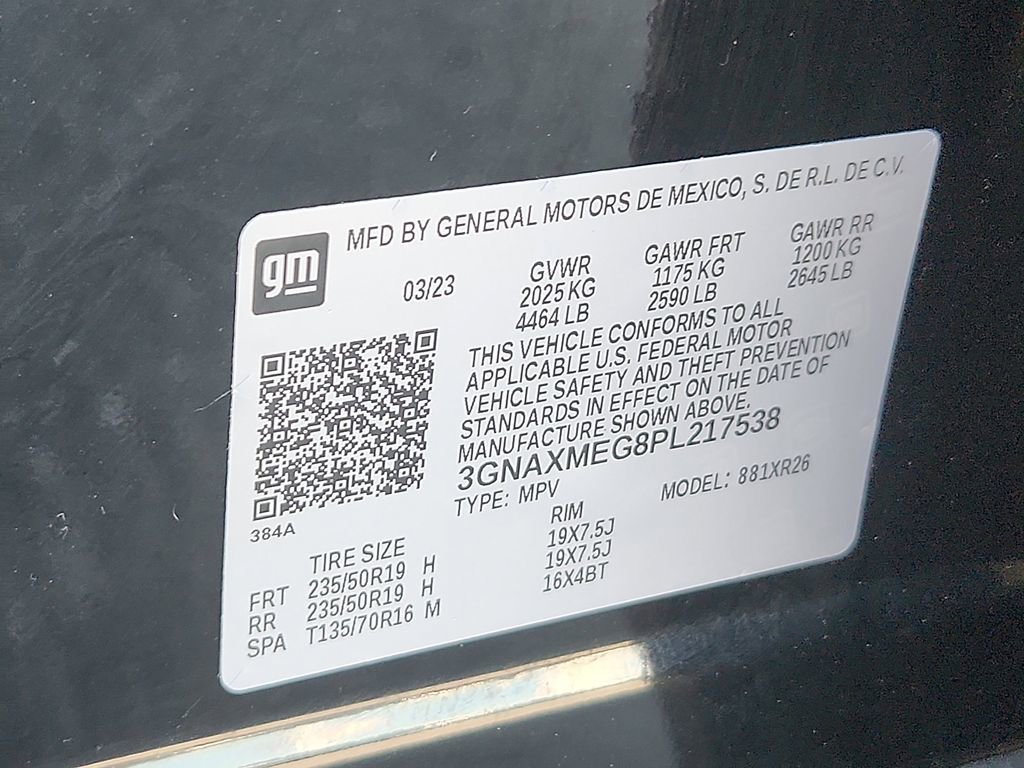 gm
MFD BY GENERAL MOTORS DE MEXICO, S. DE R.L. DE C.V.
03/23
GVWR
2025 KG
4464 LB
GAWR FRT
1175 KG
2590 LB
GAWR RR
1200 KG
2645 LB
THIS VEHICLE CONFORMS TO ALL
APPLICABLE U.S. FEDERAL MOTOR
VEHICLE SAFETY AND THEFT PREVENTION
STANDARDS IN EFFECT ON THE DATE OF
MANUFACTURE SHOWN ABOVE.
3GNAXMEG8PL217538
TYPE: MPV MODEL: 881XR26
384A
TIRE SIZE RIM
FRT 235/50R19 H 19X7.5J
RR 235/50R19 H 19X7.5J
SPA T135/70R16 M 16X4BT